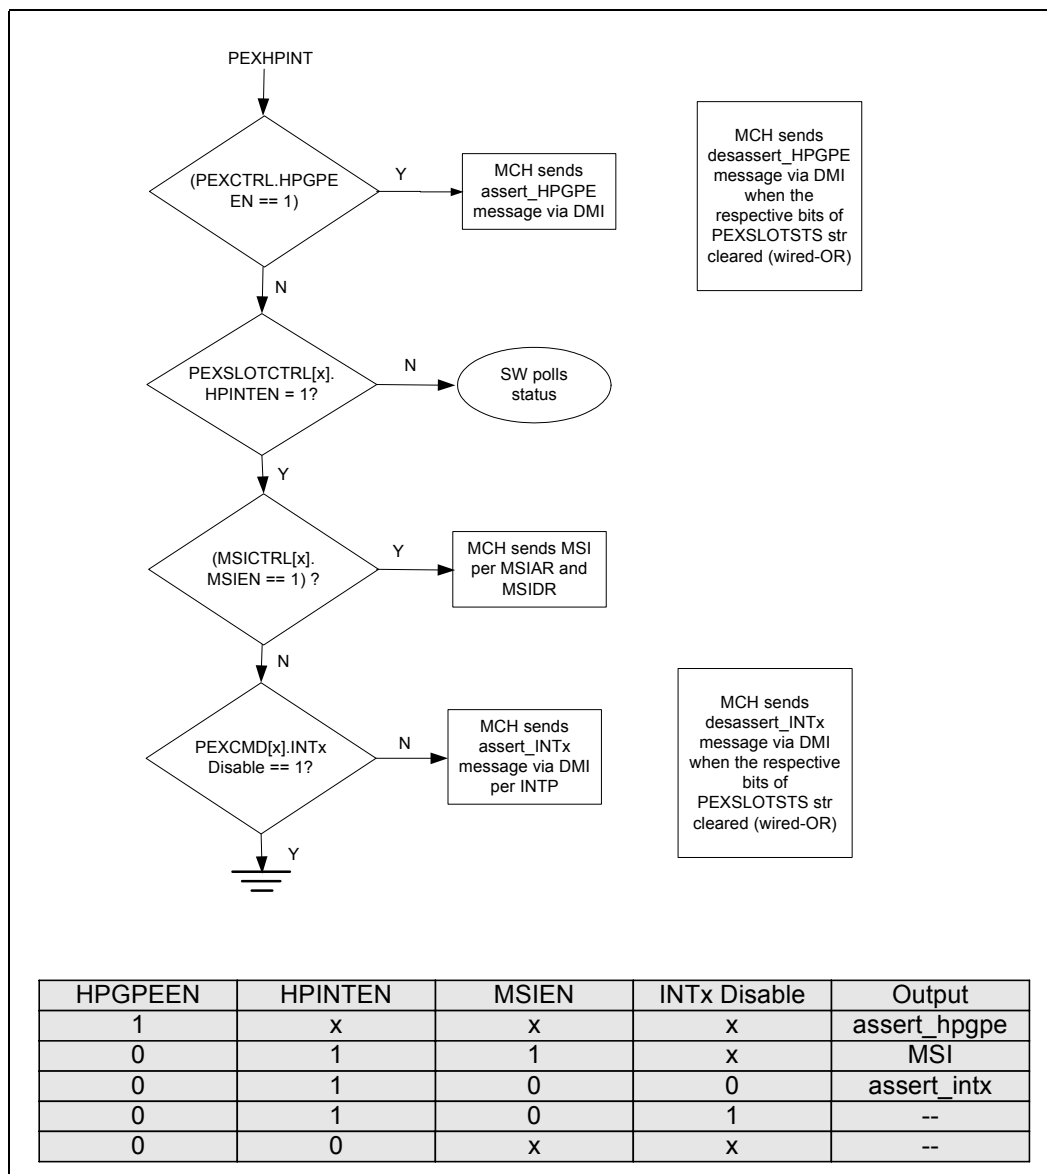 PEXHPINT
(PEXCTRL.HPGPE
EN == 1)
Y
MCH sends
assert_HPGPE
message via DMI
MCH sends
desassert_HPGPE
message via DMI
when the
respective bits of
PEXSLOTSTS str
cleared (wired-OR)
N
PEXSLOTCTRL[x].
HPINTEN = 1?
N
SW polls
status
Y
(MSICTRL[x].
MSIEN == 1) ?
Y
MCH sends MSI
per MSIAR and
MSIDR
N
PEXCMD[x].INTx
Disable == 1?
N
MCH sends
assert_INTx
message via DMI
per INTP
MCH sends
desassert_INTx
message via DMI
when the respective
bits of
PEXSLOTSTS str
cleared (wired-OR)
Y
HPGPEEN HPINTEN MSIEN INTx Disable Output
1 x x x assert_hpgpe
0 1 1 x MSI
0 1 0 0 assert_intx
0 1 0 1 --
0 0 x x --